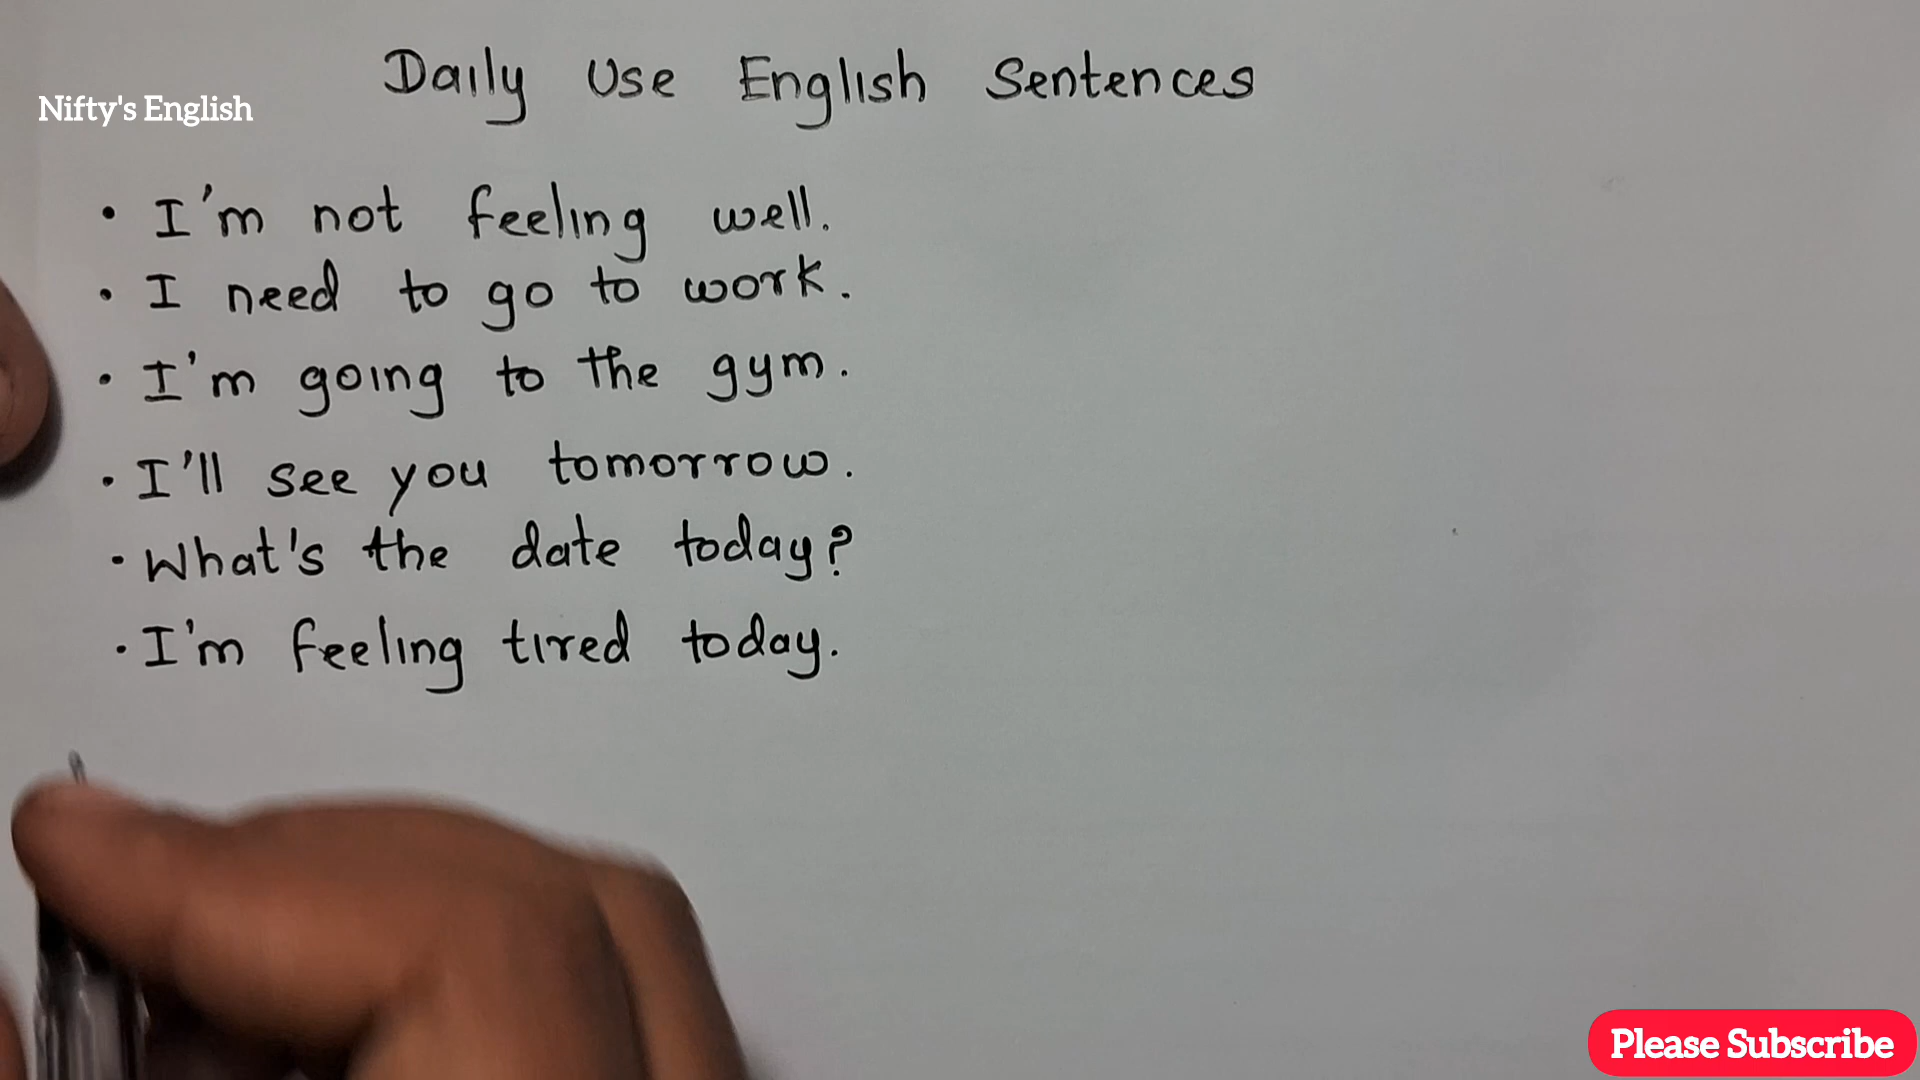 Daily Use English Sentences
Nifty's English
• I'm not feeling well.
• I need to go to work.
• I'm going to the gym.
• I'll see you tomorrow.
• What's the date today?
• I'm feeling tired today.
Please Subscribe